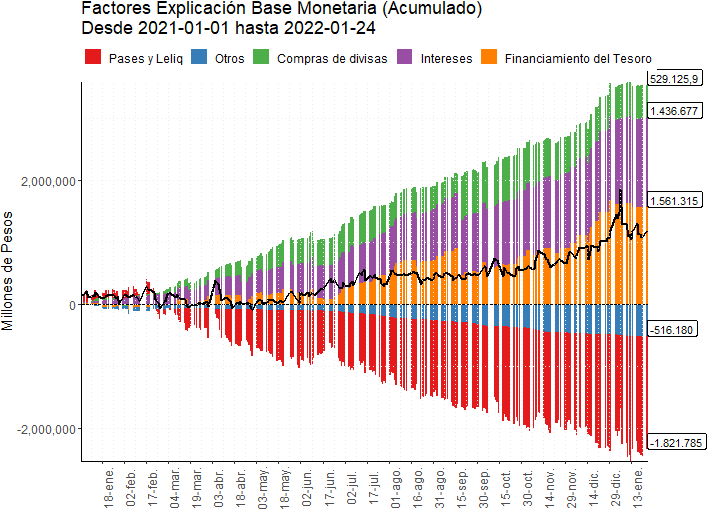 Factores Explicación Base Monetaria (Acumulado)
Desde 2021-01-01 hasta 2022-01-24
Pases y Leliq Otros Compras de divisas Intereses Financiamiento del Tesoro
529.125,9
1.436.677
1.561.315
-516.180
-1.821.785
Millones de Pesos
2,000,000
0
-2,000,000
18-ene.
02-feb.
17-feb.
04-mar.
19-mar.
03-abr.
18-abr.
03-may.
18-may.
02-jun.
17-jun.
02-jul.
17-jul.
01-ago.
16-ago.
31-ago.
15-sep.
30-sep.
15-oct.
30-oct.
14-nov.
29-nov.
14-dic.
29-dic.
13-ene.